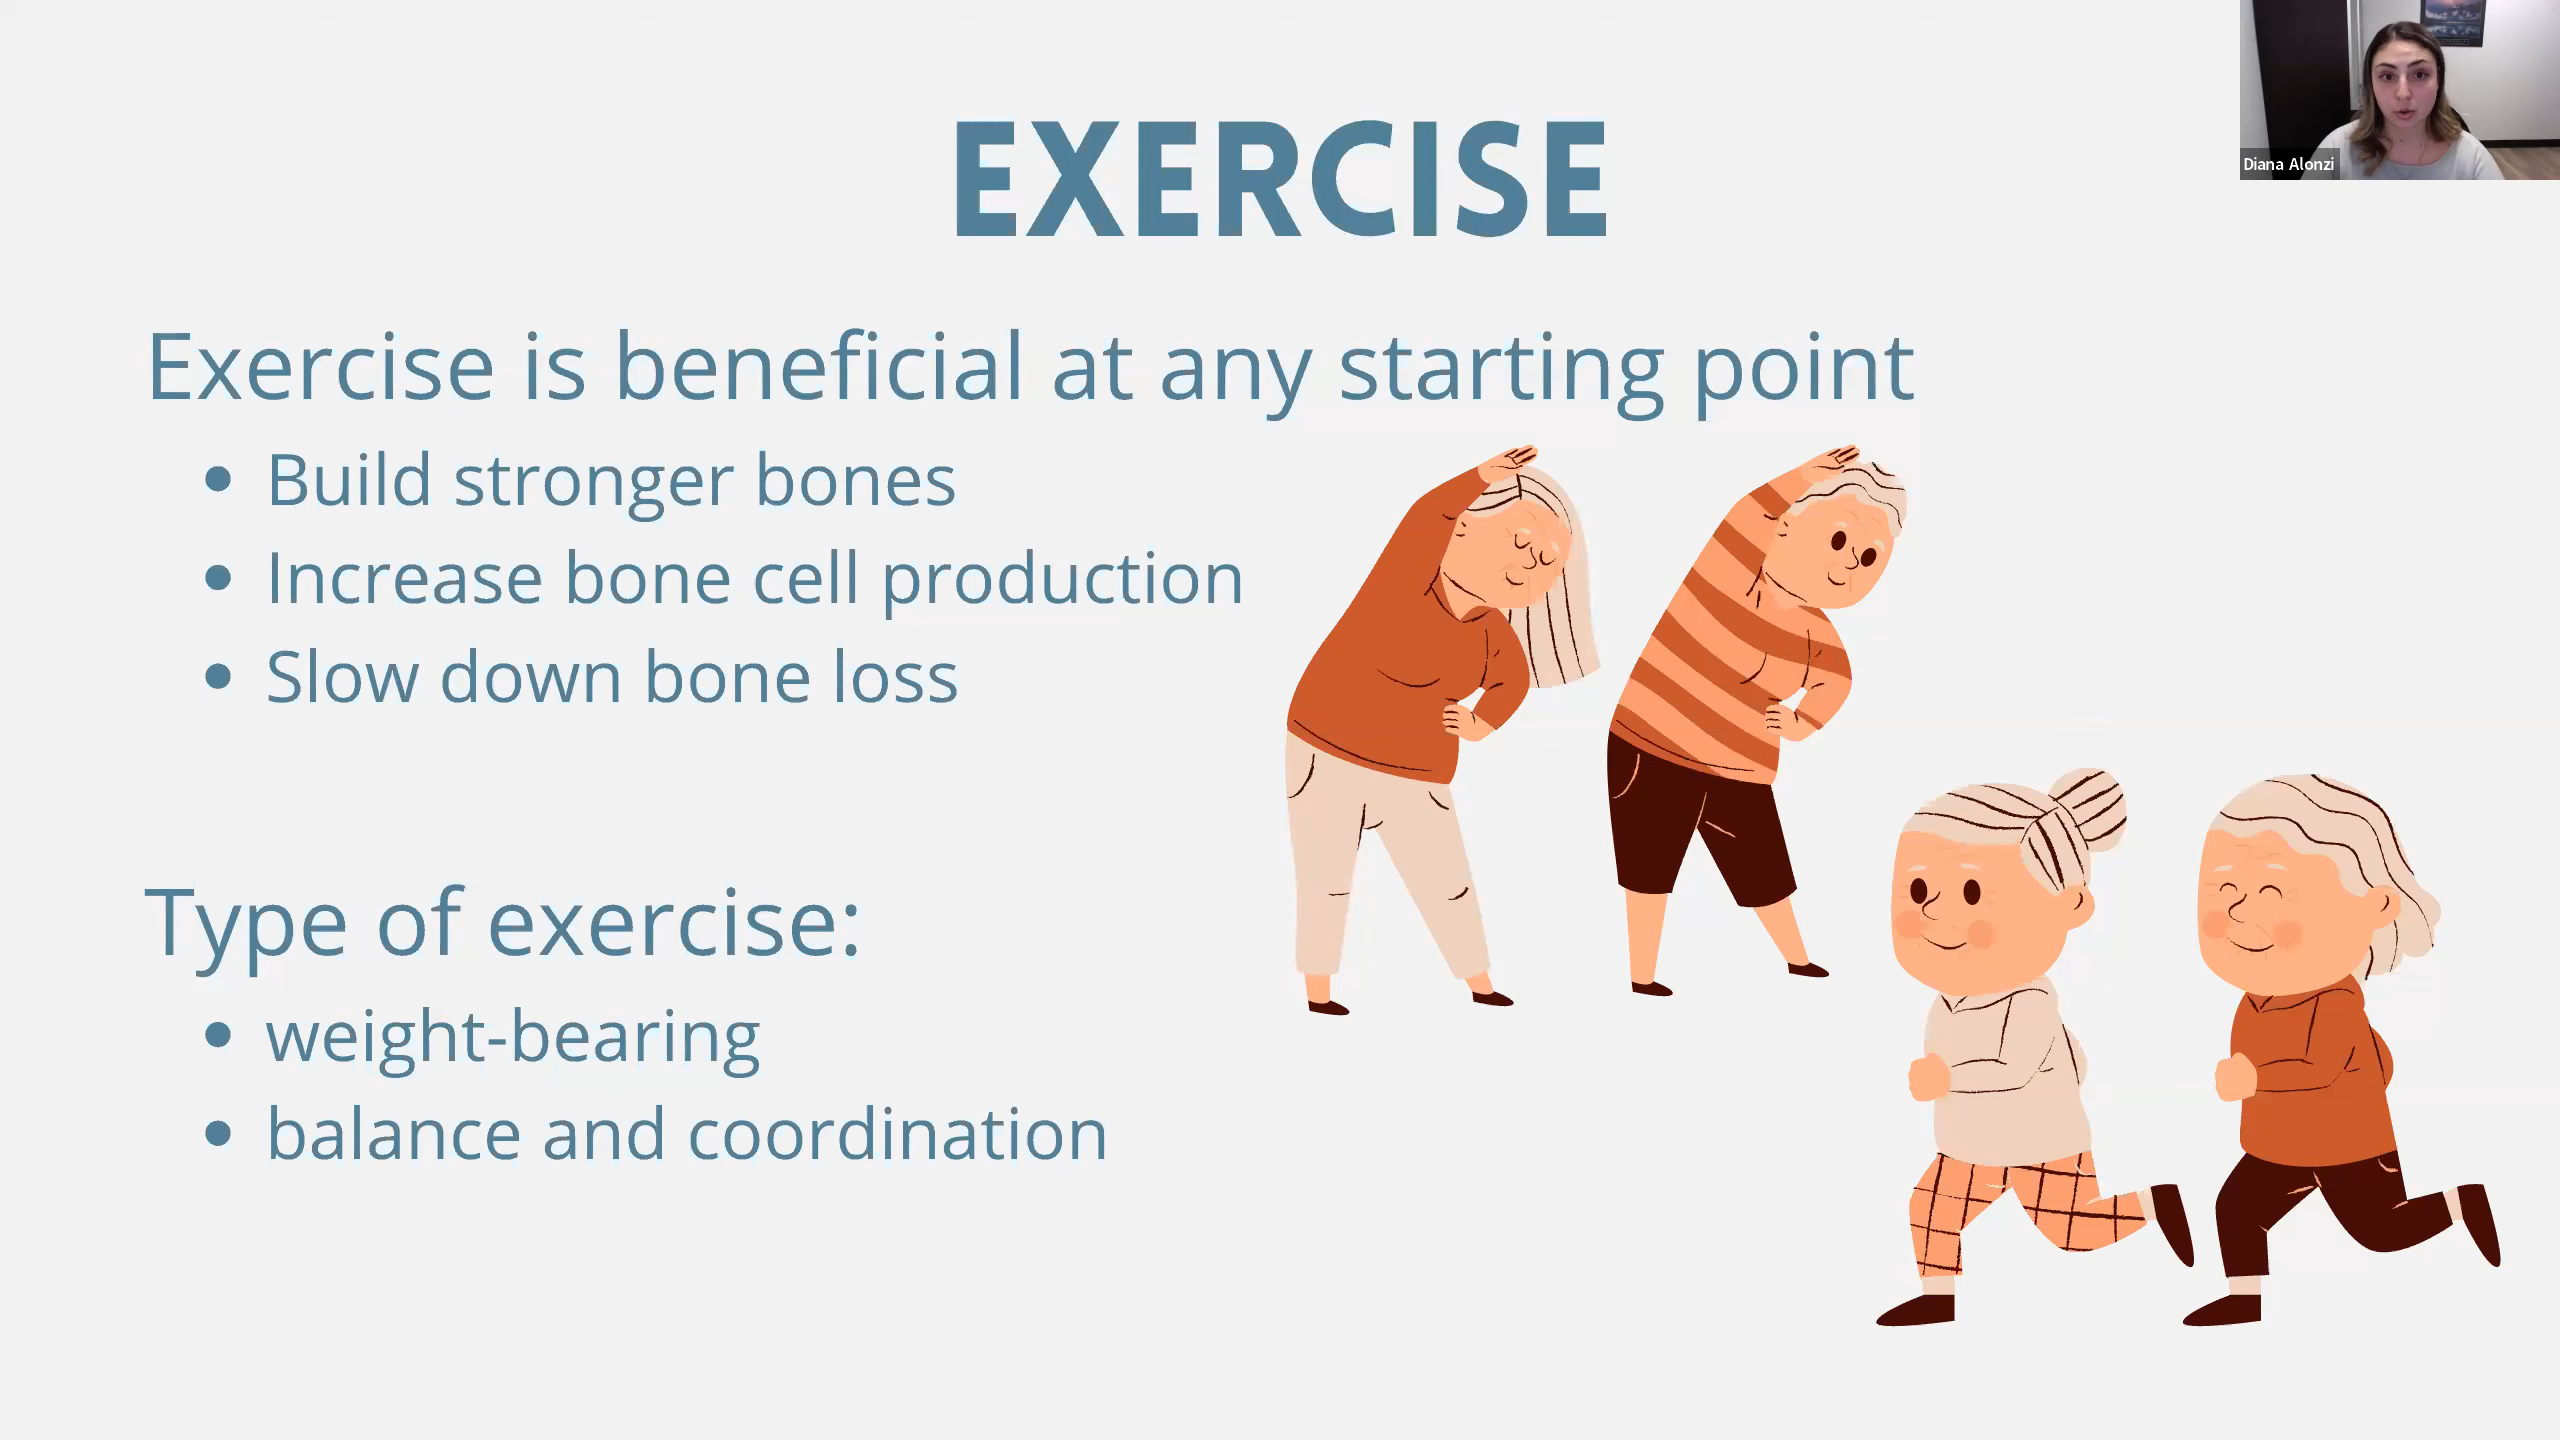 EXERCISE
Diana Alonzi
Exercise is beneficial at any starting point
• Build stronger bones
• Increase bone cell production
• Slow down bone loss
Type of exercise:
• weight-bearing
• balance and coordination